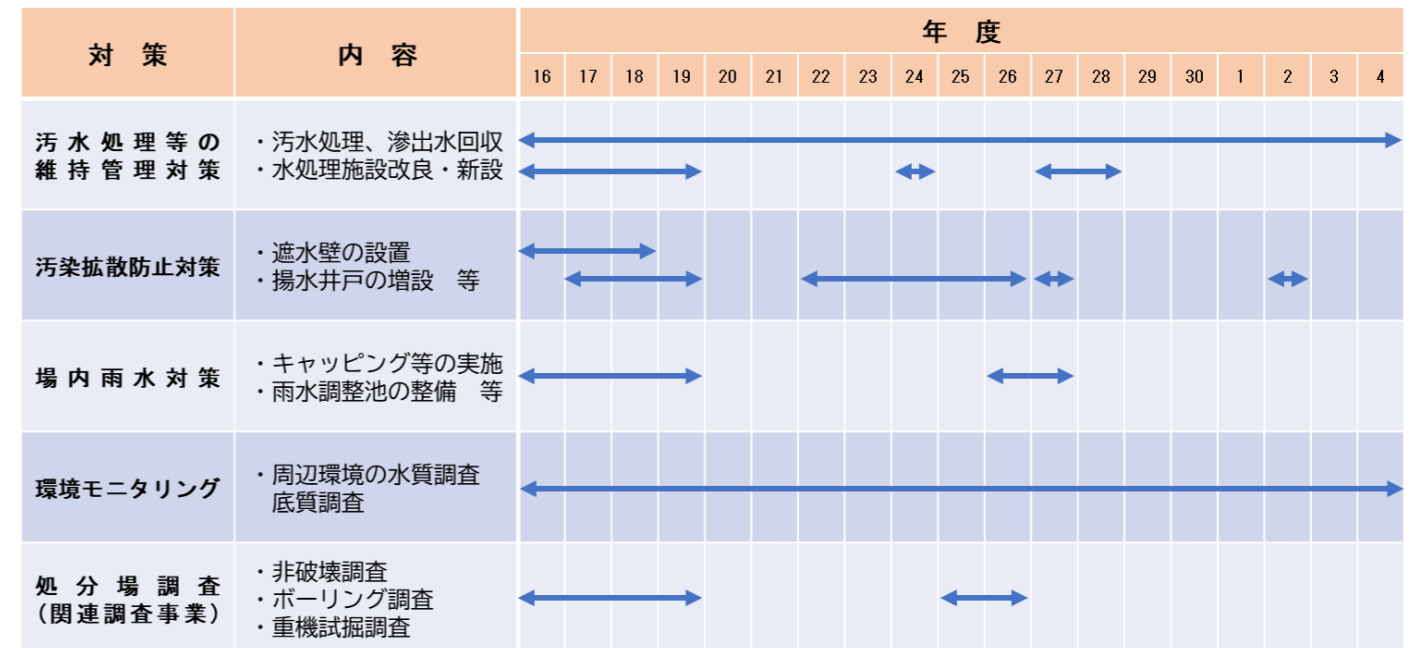 対　策
内　容
年　度
16 17 18 19 20 21 22 23 24 25 26 27 28 29 30 1 2 3 4
汚水処理等の
維持管理対策
・汚水処理、滲出水回収
・水処理施設改良・新設
汚染拡散防止対策
・遮水壁の設置
・揚水井戸の増設　等
場内雨水対策
・キャッピング等の実施
・雨水調整池の整備　等
環境モニタリング
・周辺環境の水質調査
底質調査
処分場調査
（関連調査事業）
・非破壊調査
・ボーリング調査
・重機試掘調査